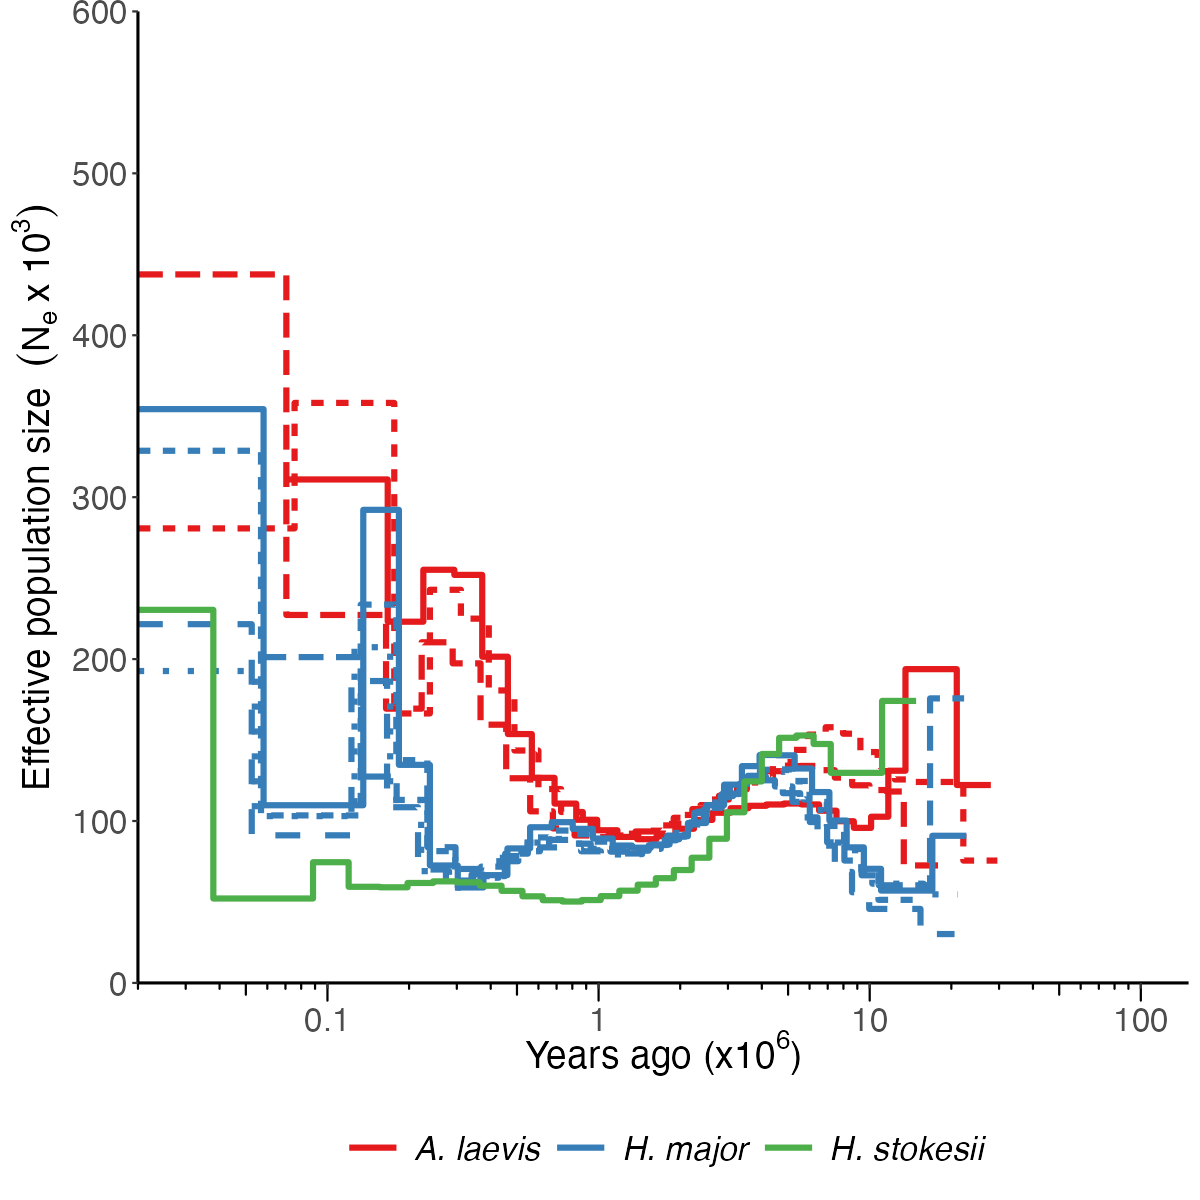 600
500
400
300
200
100
0
Effective population size (Nₑ x 10³)
0.1 1 10 100
Years ago (x10⁶)
A. laevis H. major H. stokesii